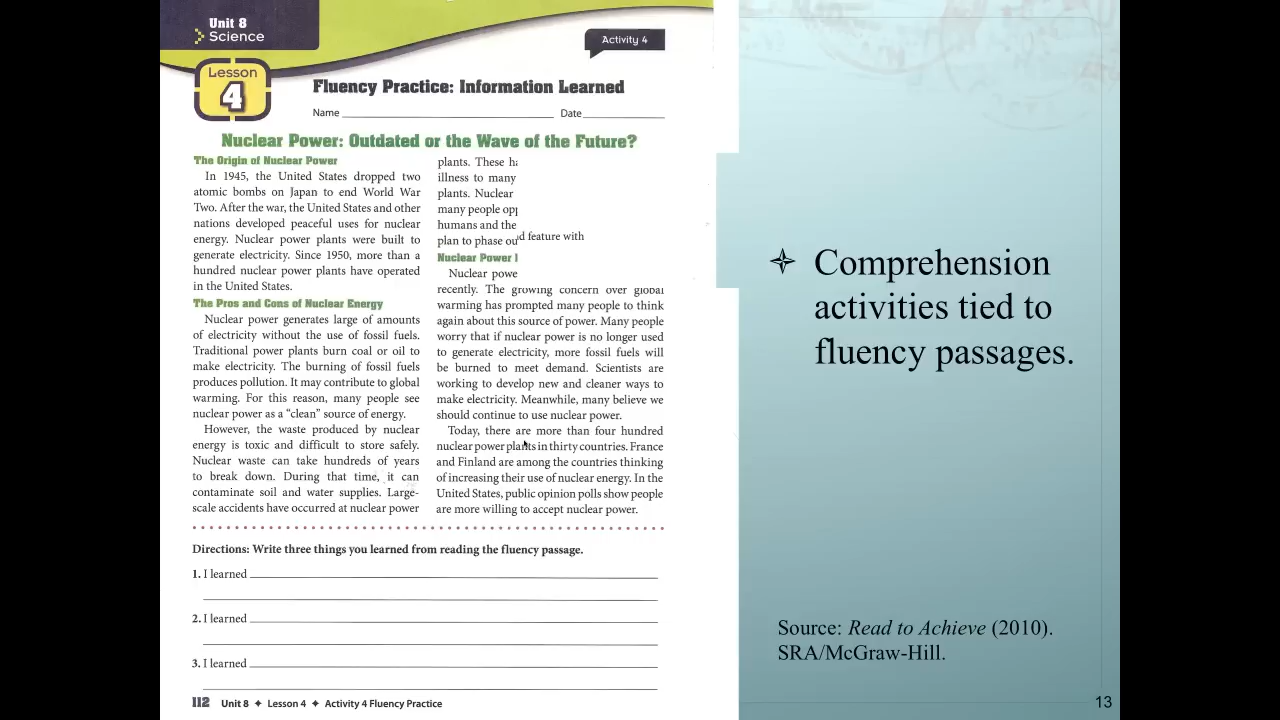 Unit 8
Science
Activity 4
Lesson
4
Fluency Practice: Information Learned
Name
Date
Nuclear Power: Outdated or the Wave of the Future?
The Origin of Nuclear Power
In 1945, the United States dropped two
atomic bombs on Japan to end World War
Two. After the war, the United States and other
nations developed peaceful uses for nuclear
energy. Nuclear power plants were built to
generate electricity. Since 1950, more than a
hundred nuclear power plants have operated
in the United States.
The Pros and Cons of Nuclear Energy
Nuclear power generates large of amounts
of electricity without the use of fossil fuels.
Traditional power plants burn coal or oil to
make electricity. The burning of fossil fuels
produces pollution. It may contribute to global
warming. For this reason, many people see
nuclear power as a “clean” source of energy.
However, the waste produced by nuclear
energy is toxic and difficult to store safely.
Nuclear waste can take hundreds of years
to break down. During that time, it can
contaminate soil and water supplies. Large-
scale accidents have occurred at nuclear power
plants. These
illness to many
plants. Nuclear
many people
humans and the
plan to phase
feature with
Nuclear Power
Nuclear powe
recently. The growing concern over global
warming has prompted many people to think
again about this source of power. Many people
worry that if nuclear power is no longer used
to generate electricity, more fossil fuels will
be burned to meet demand. Scientists are
working to develop new and cleaner ways to
make electricity. Meanwhile, many believe we
should continue to use nuclear power.
Today, there are more than four hundred
nuclear power plants in thirty countries. France
and Finland are among the countries thinking
of increasing their use of nuclear energy. In the
United States, public opinion polls show people
are more willing to accept nuclear power.
Directions: Write three things you learned from reading the fluency passage.
1. I learned
2. I learned
3. I learned
112 Unit 8 ✦ Lesson 4 ✦ Activity 4 Fluency Practice
Comprehension
activities tied to
fluency passages.
Source: Read to Achieve (2010).
SRA/McGraw-Hill.
13